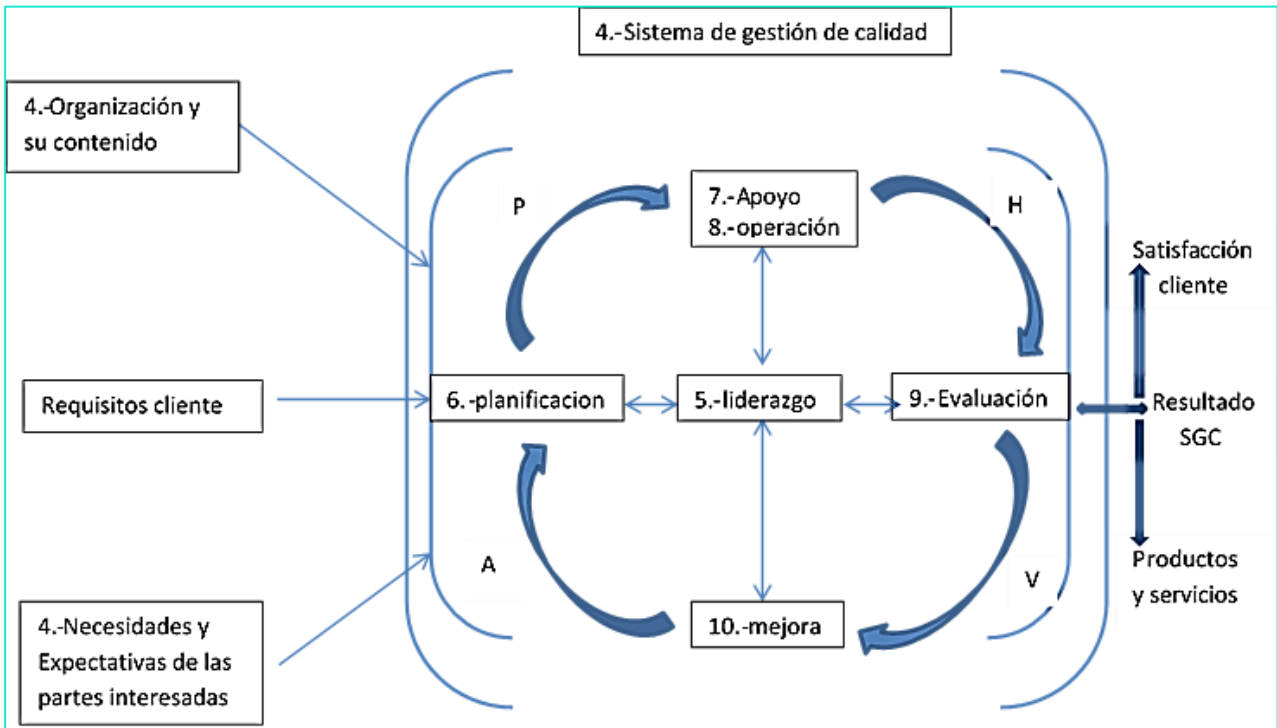 4.-Sistema de gestión de calidad
4.-Organización y
su contenido
P
7.-Apoyo
8.-operación
H
Satisfacción
cliente
Requisitos cliente
6.-planificacion
5.-liderazgo
9.-Evaluación
Resultado
SGC
A
V
Productos
y servicios
4.-Necesidades y
Expectativas de las
partes interesadas
10.-mejora